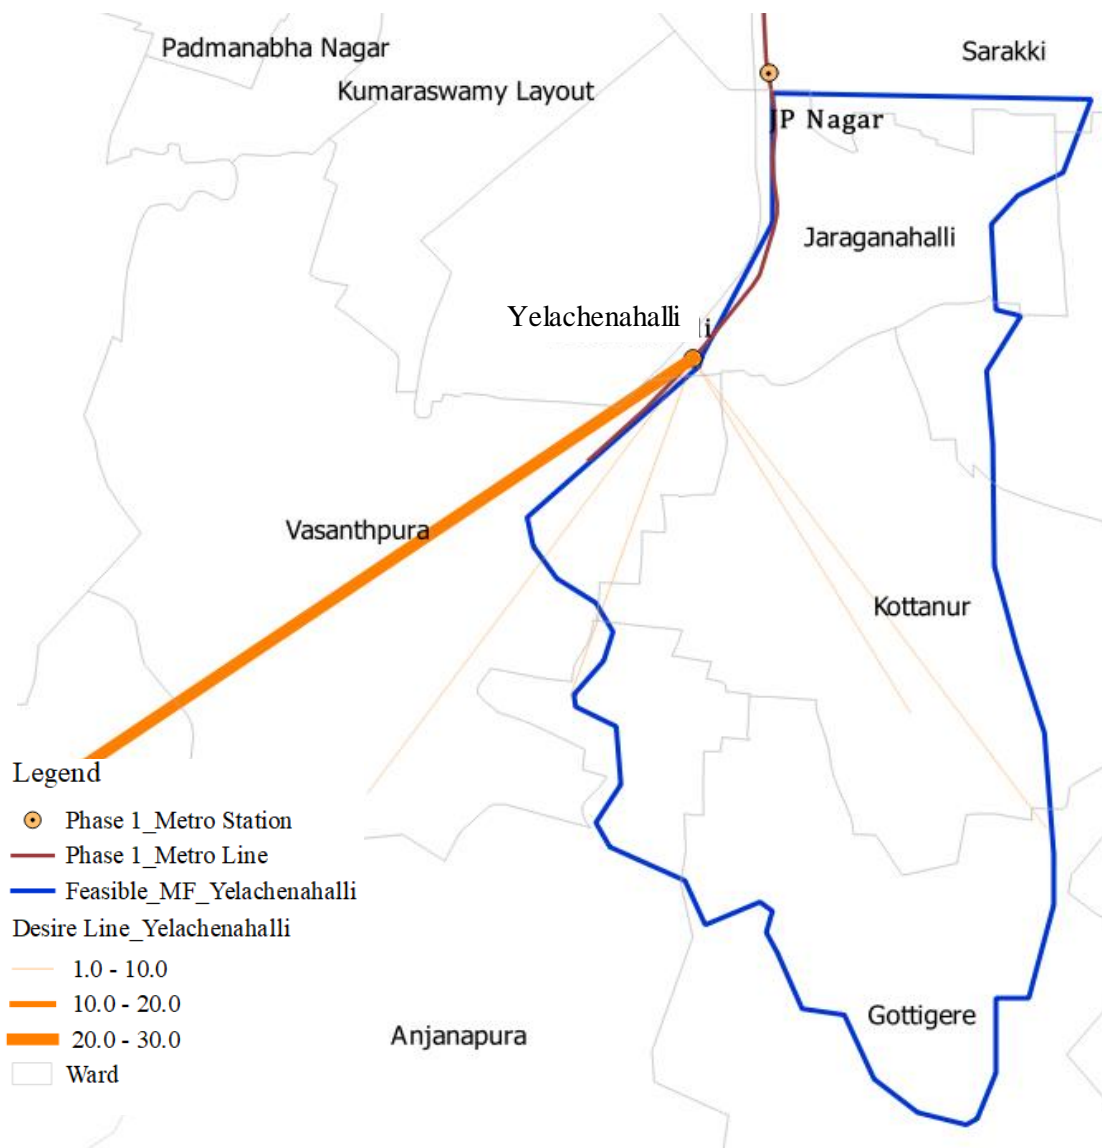 Padmanabha Nagar
Sarakki
Kumaraswamy Layout
JP Nagar
Jaraganahalli
Yelachenahalli i
Vasanthpura
Kottanur
Legend
Phase 1_Metro Station
Phase 1_Metro Line
Feasible_MF_Yelachenahalli
Desire Line_Yelachenahalli
1.0 - 10.0
10.0 - 20.0
20.0 - 30.0
Ward
Gottigere
Anjanapura